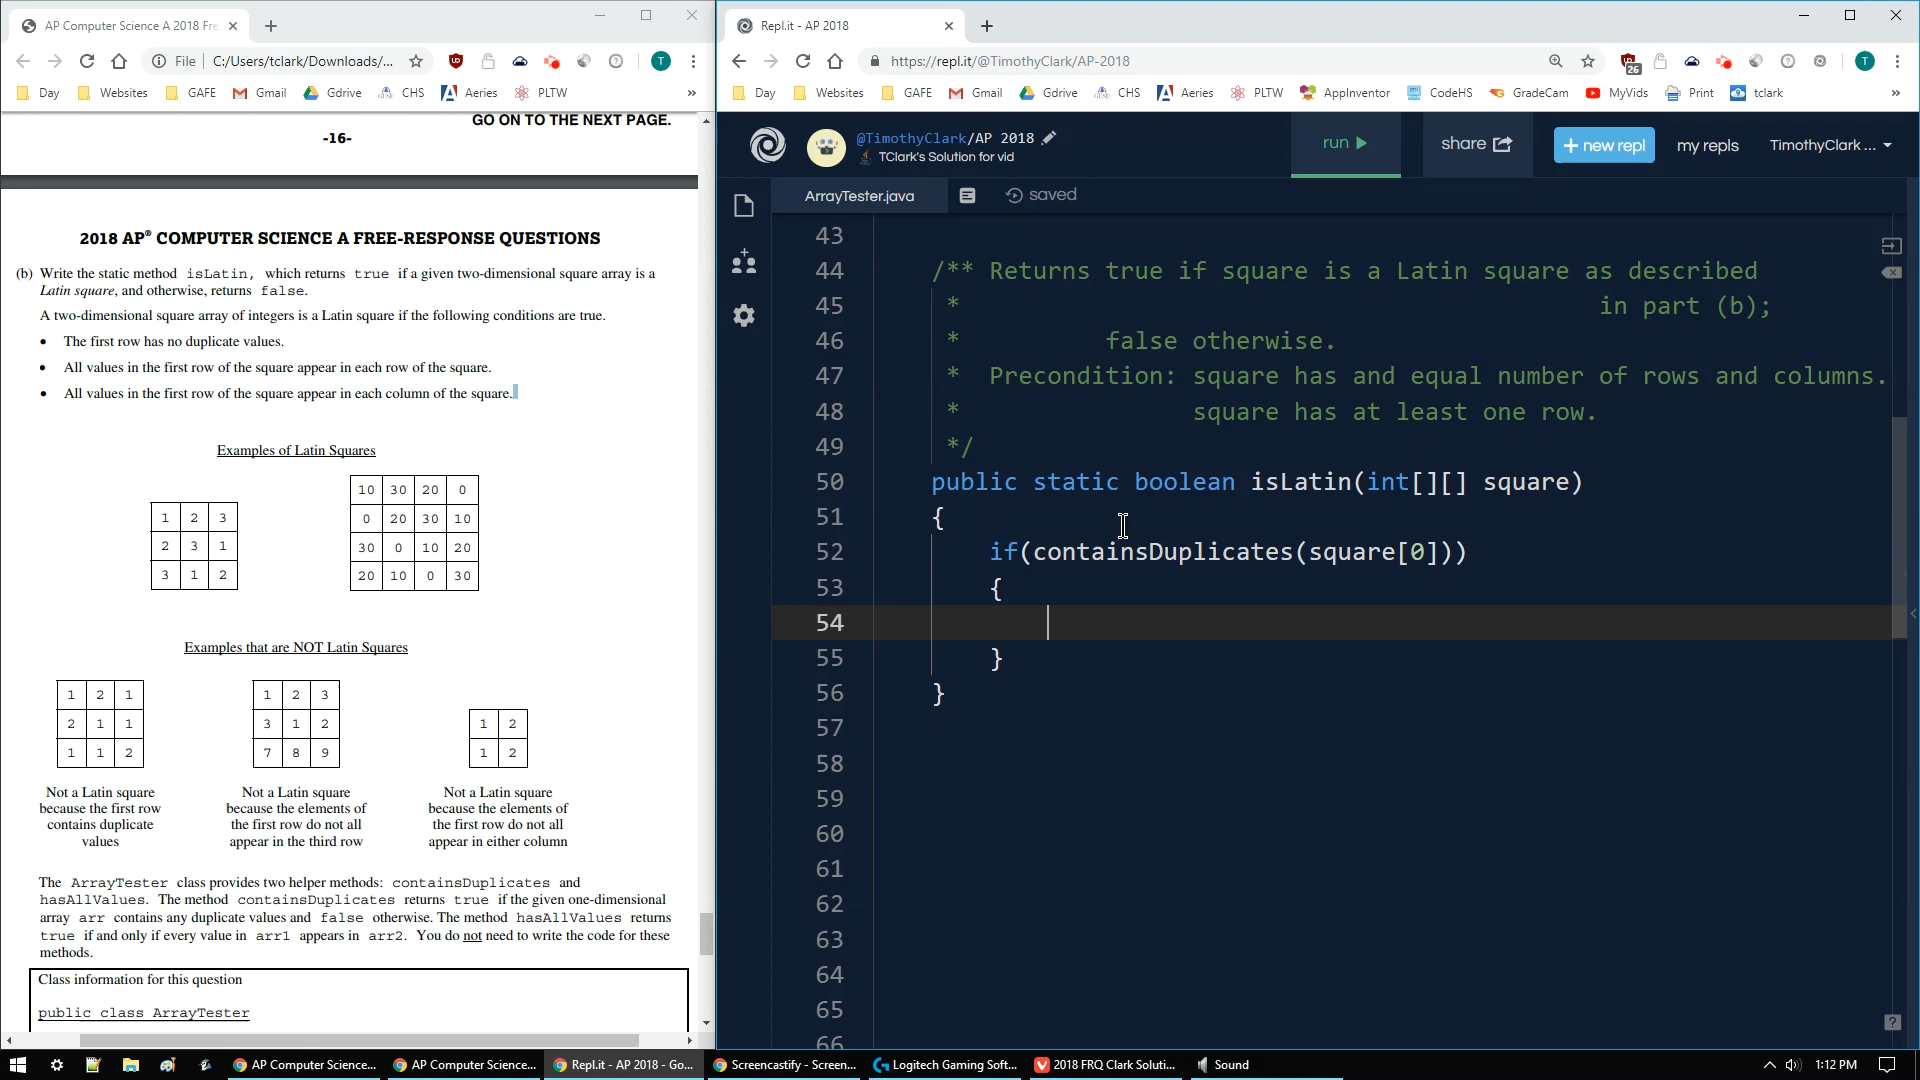 AP Computer Science A 2018 Fre
File
C:/Users/tclark/Downloads/...
T
Day
Websites
GAFE
Gmail
Gdrive
CHS
Aeries
PLTW
»
GO ON TO THE NEXT PAGE.
-16-
2018 AP® COMPUTER SCIENCE A FREE-RESPONSE QUESTIONS
(b) Write the static method isLatin, which returns true if a given two-dimensional square array is a
Latin square, and otherwise, returns false.
A two-dimensional square array of integers is a Latin square if the following conditions are true.
• The first row has no duplicate values.
• All values in the first row of the square appear in each row of the square.
• All values in the first row of the square appear in each column of the square.
Examples of Latin Squares
1 2 3
2 3 1
3 1 2
10 30 20 0
0 20 30 10
30 0 10 20
20 10 0 30
Examples that are NOT Latin Squares
1 2 1
2 1 1
1 1 2
1 2 3
3 1 2
7 8 9
1 2
1 2
Not a Latin square
because the first row
contains duplicate
values
Not a Latin square
because the elements of
the first row do not all
appear in the third row
Not a Latin square
because the elements of
the first row do not all
appear in either column
The ArrayTester class provides two helper methods: containsDuplicates and
hasAllValues. The method containsDuplicates returns true if the given one-dimensional
array arr contains any duplicate values and false otherwise. The method hasAllValues returns
true if and only if every value in arr1 appears in arr2. You do not need to write the code for these
methods.
Class information for this question
public class ArrayTester
Repl.it - AP 2018
https://repl.it/@TimothyClark/AP-2018
26
T
Day
Websites
GAFE
Gmail
Gdrive
CHS
Aeries
PLTW
AppInventor
CodeHS
GradeCam
MyVids
Print
tclark
»
@TimothyClark/AP 2018
TClark's Solution for vid
run
share
+ new repl
my repls
TimothyClark ...
ArrayTester.java
saved
43
44 /** Returns true if square is a Latin square as described
45 * in part (b);
46 * false otherwise.
47 * Precondition: square has and equal number of rows and columns.
48 * square has at least one row.
49 */
50 public static boolean isLatin(int[][] square)
51 {
52 if(containsDuplicates(square[0]))
53 {
54
55 }
56 }
57
58
59
60
61
62
63
64
65
66
?
AP Computer Science...
AP Computer Science...
Repl.it - AP 2018 - Go...
Screencastify - Screen...
Logitech Gaming Soft...
2018 FRQ Clark Soluti...
Sound
1:12 PM